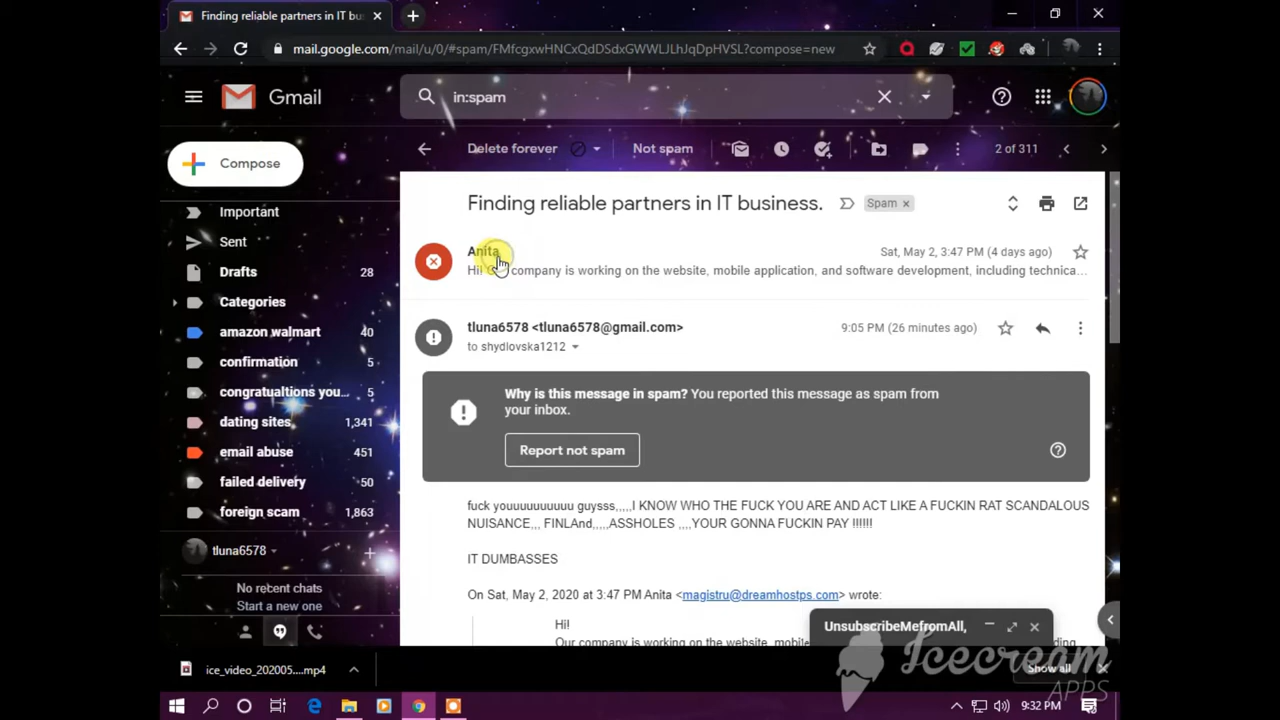 Finding reliable partners in IT bu
mail.google.com/mail/u/0/#spam/FMfcgxwHNCxQdDSdxGWWLJLhJqDpHVSL?compose=new
Gmail
in:spam
Compose
Delete forever
Not spam
2 of 311
Important
Sent
Drafts 28
Categories
amazon walmart 40
confirmation 5
congratualtions you... 5
dating sites 1,341
email abuse 451
failed delivery 50
foreign scam 1,863
tluna6578
No recent chats
Start a new one
Finding reliable partners in IT business.
Spam
Anita
Sat, May 2, 3:47 PM (4 days ago)
Hi! company is working on the website, mobile application, and software development, including technica...
tluna6578 <tluna6578@gmail.com>
9:05 PM (26 minutes ago)
to shydlovska1212
Why is this message in spam? You reported this message as spam from
your inbox.
Report not spam
fuck youuuuuuuuuu guysss,,,,,I KNOW WHO THE FUCK YOU ARE AND ACT LIKE A FUCKIN RAT SCANDALOUS
NUISANCE,,, FINLAnd,,,,,ASSHOLES ,,,,YOUR GONNA FUCKIN PAY !!!!!!
IT DUMBASSES
On Sat, May 2, 2020 at 3:47 PM Anita <magistru@dreamhostps.com> wrote:
Hi!
Our company is working on the website,
UnsubscribeMefromAll,
Icecream
APPS
Show all
ice_video_202005....mp4
9:32 PM